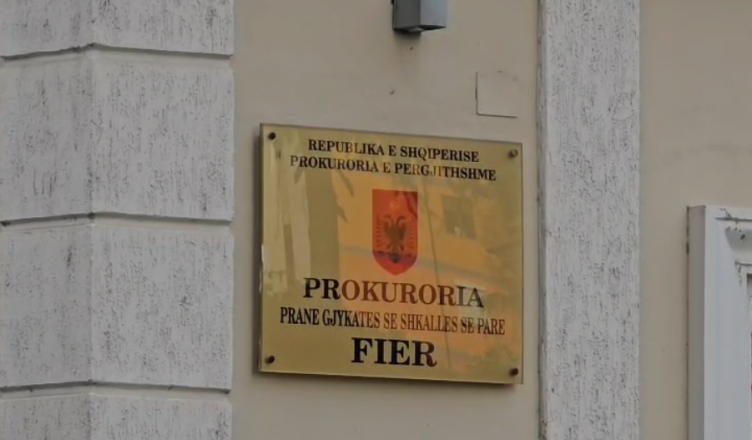 REPUBLIKA E SHQIPERISE
PROKURORIA E PERGJITHSHME
PROKURORIA
PRANE GJYKATES SE SHKALLES SE PARE
FIER